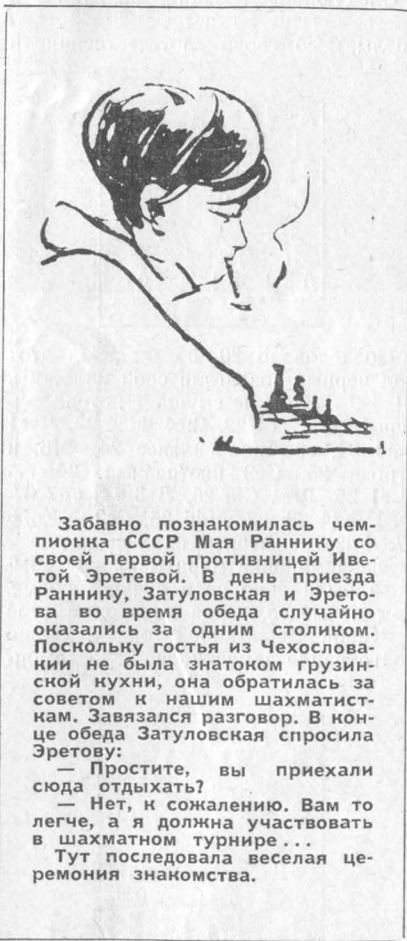 Забавно познакомилась чем-
пионка СССР Мая Раннику со
своей первой противницей Иве-
той Эретевой. В день приезда
Раннику, Затуловская и Эрето-
ва во время обеда случайно
оказались за одним столиком.
Поскольку гостья из Чехослова-
кии не была знатоком грузин-
ской кухни, она обратилась за
советом к нашим шахматист-
кам. Завязался разговор. В кон-
це обеда Затуловская спросила
Эретову:
— Простите, вы приехали
сюда отдыхать?
— Нет, к сожалению. Вам то
легче, а я должна участвовать
в шахматном турнире...
Тут последовала веселая це-
ремония знакомства.